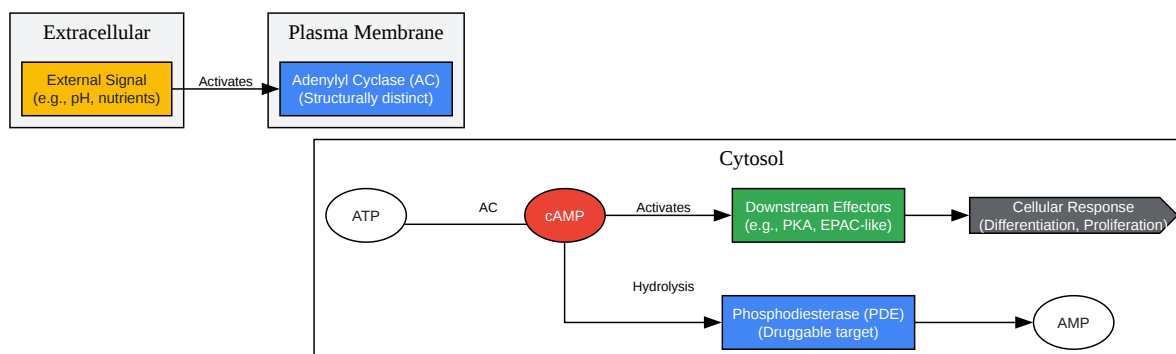 Extracellular
Plasma Membrane
External Signal
(e.g., pH, nutrients)
Activates
Adenylyl Cyclase (AC)
(Structurally distinct)
Cytosol
ATP
AC
cAMP
Activates
Downstream Effectors
(e.g., PKA, EPAC-like)
Cellular Response
(Differentiation, Proliferation)
Hydrolysis
Phosphodiesterase (PDE)
(Druggable target)
AMP